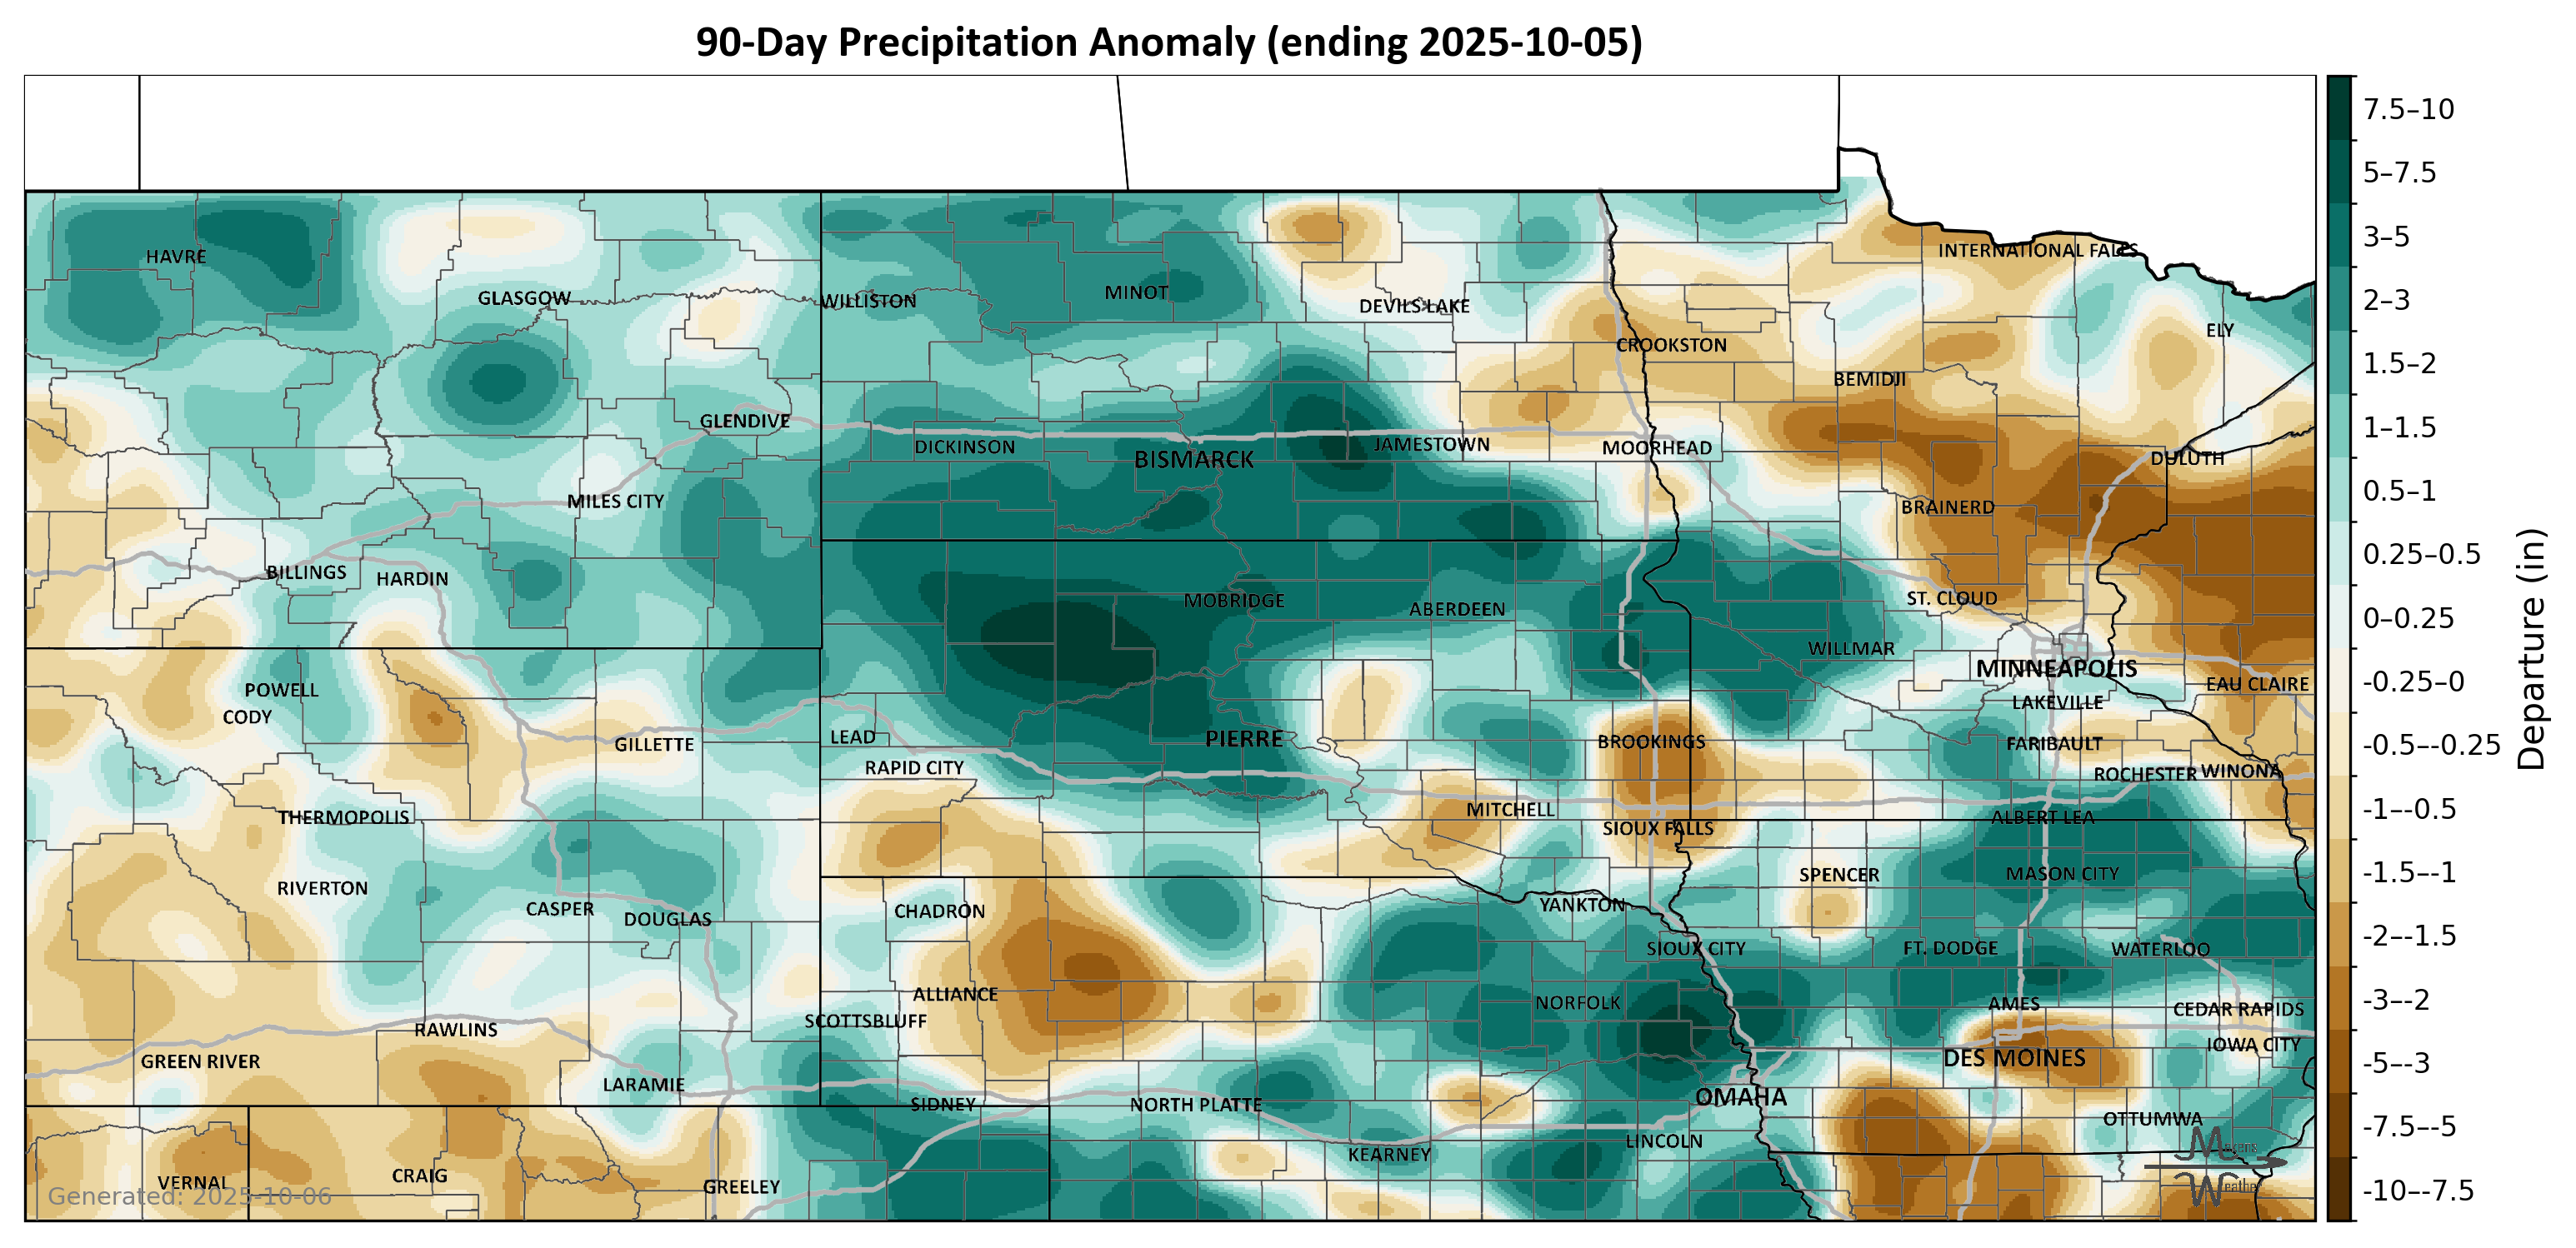 90-Day Precipitation Anomaly (ending 2025-10-05)
7.5–10
5–7.5
3–5
2–3
1.5–2
1–1.5
0.5–1
0.25–0.5
0–0.25
-0.25–0
-0.5–-0.25
-1–-0.5
-1.5–-1
-2–-1.5
-3–-2
-5–-3
-7.5–-5
-10–-7.5
Departure (in)
INTERNATIONAL FALLS
HAVRE
GLASGOW
WILLISTON
MINOT
DEVILS LAKE
ELY
CROOKSTON
BEMIDJI
GLENDIVE
DICKINSON
BISMARCK
JAMESTOWN
MOORHEAD
DULUTH
MILES CITY
BRAINERD
BILLINGS
HARDIN
MOBRIDGE
ABERDEEN
ST. CLOUD
WILLMAR
MINNEAPOLIS
POWELL
CODY
EAU CLAIRE
LAKEVILLE
GILLETTE
LEAD
PIERRE
BROOKINGS
FARIBAULT
RAPID CITY
ROCHESTER
WINONA
THERMOPOLIS
MITCHELL
ALBERT LEA
SIOUX FALLS
RIVERTON
SPENCER
MASON CITY
CASPER
DOUGLAS
CHADRON
YANKTON
SIOUX CITY
FT. DODGE
WATERLOO
ALLIANCE
NORFOLK
AMES
CEDAR RAPIDS
SCOTTSBLUFF
RAWLINS
IOWA CITY
GREEN RIVER
DES MOINES
LARAMIE
SIDNEY
NORTH PLATTE
OMAHA
OTTUMWA
LINCOLN
KEARNEY
VERNAL
CRAIG
GREELEY
Generated: 2025-10-06
Weather